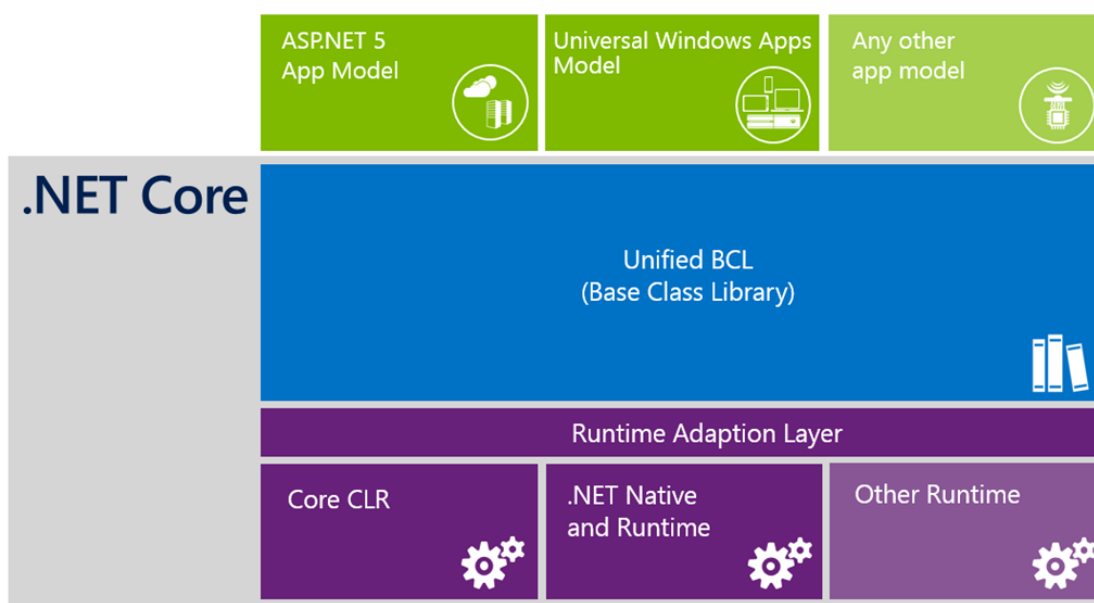 ASP.NET 5
App Model
Universal Windows Apps
Model
Any other
app model
.NET Core
Unified BCL
(Base Class Library)
Runtime Adaption Layer
Core CLR
.NET Native
and Runtime
Other Runtime